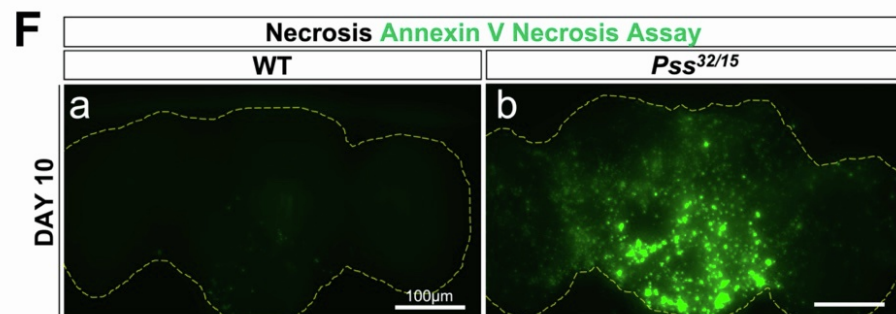 F
Necrosis Annexin V Necrosis Assay
WT
Pss32/15
DAY 10
a
b
100µm